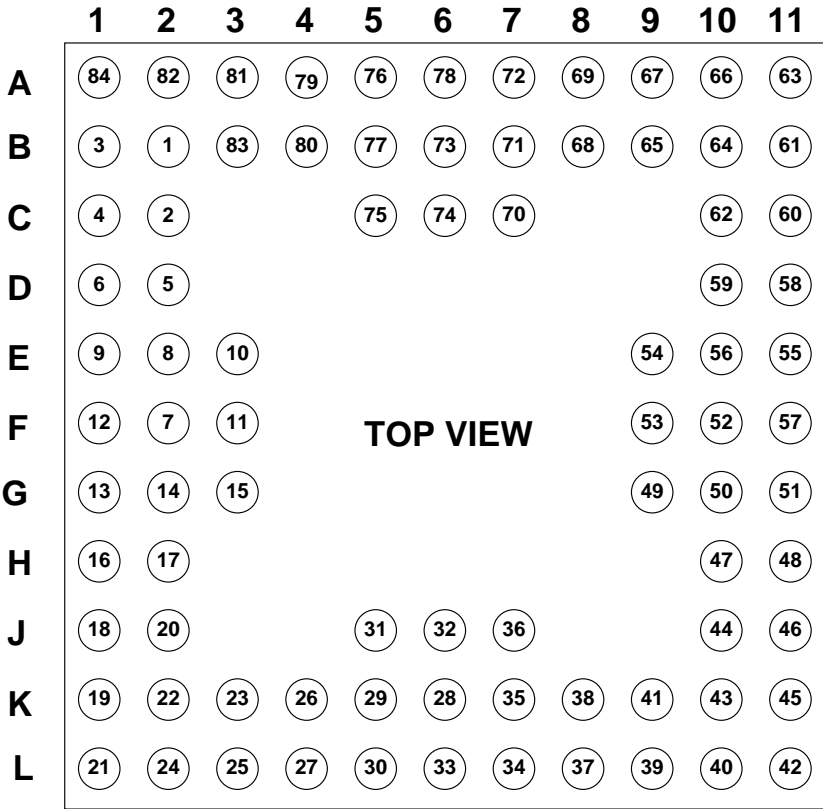 1 2 3 4 5 6 7 8 9 10 11
A 84 82 81 79 76 78 72 69 67 66 63
B 3 1 83 80 77 73 71 68 65 64 61
C 4 2 75 74 70 62 60
D 6 5 59 58
E 9 8 10 54 56 55
F 12 7 11 TOP VIEW 53 52 57
G 13 14 15 49 50 51
H 16 17 47 48
J 18 20 31 32 36 44 46
K 19 22 23 26 29 28 35 38 41 43 45
L 21 24 25 27 30 33 34 37 39 40 42